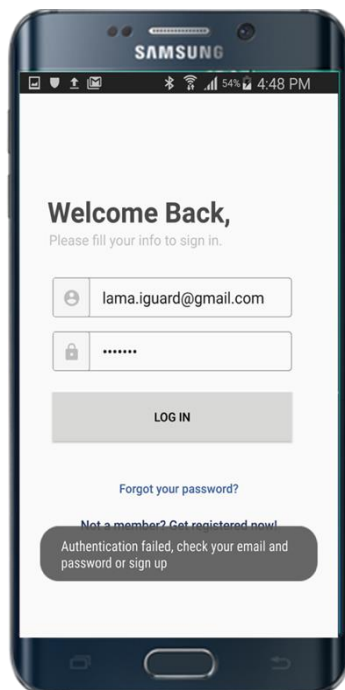 SAMSUNG
54% 4:48 PM
Welcome Back,
Please fill your info to sign in.
lama.iguard@gmail.com
•••••••
LOG IN
Forgot your password?
Not a member? Get registered now!
Authentication failed, check your email and
password or sign up